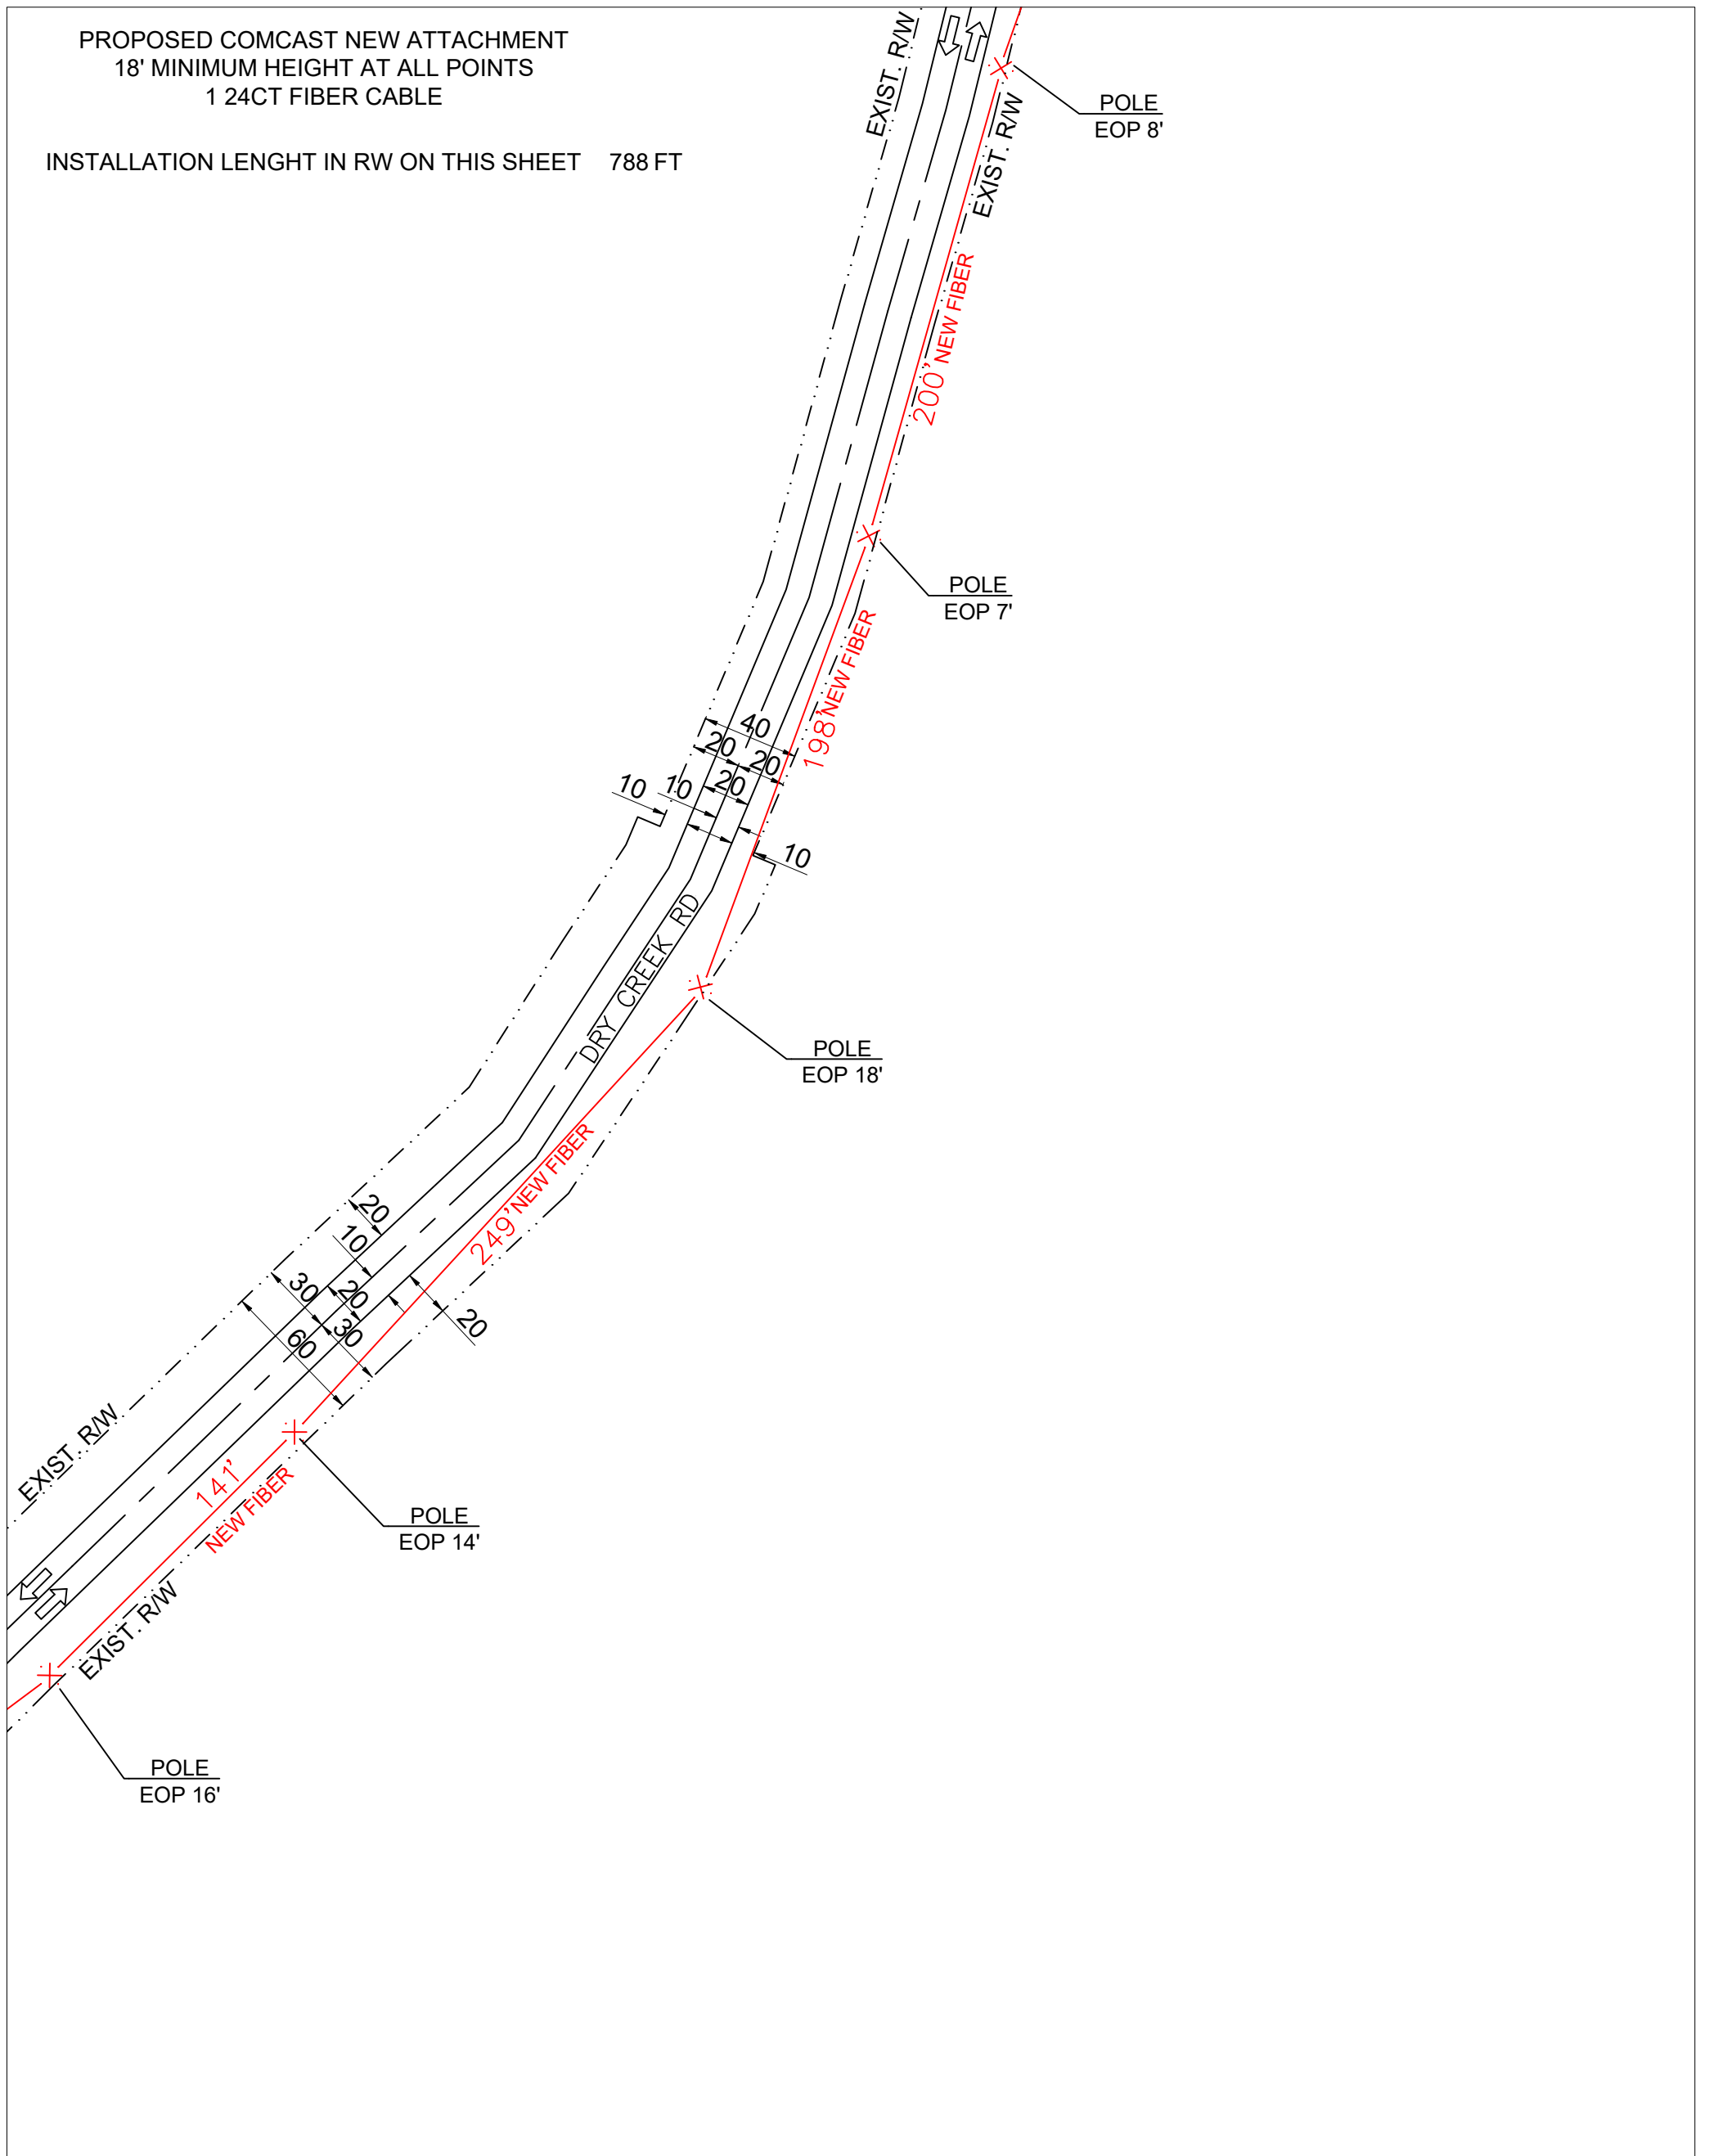 PROPOSED COMCAST NEW ATTACHMENT
18' MINIMUM HEIGHT AT ALL POINTS
1 24CT FIBER CABLE
INSTALLATION LENGHT IN RW ON THIS SHEET 788 FT
EXIST. R/W
EXIST. R/W
POLE
EOP 8'
200' NEW FIBER
POLE
EOP 7'
198' NEW FIBER
40
20
20
10
10
20
10
DRY CREEK RD
POLE
EOP 18'
249' NEW FIBER
20
10
30
20
30
60
20
EXIST. R/W
141'
NEW FIBER
POLE
EOP 14'
EXIST. R/W
POLE
EOP 16'